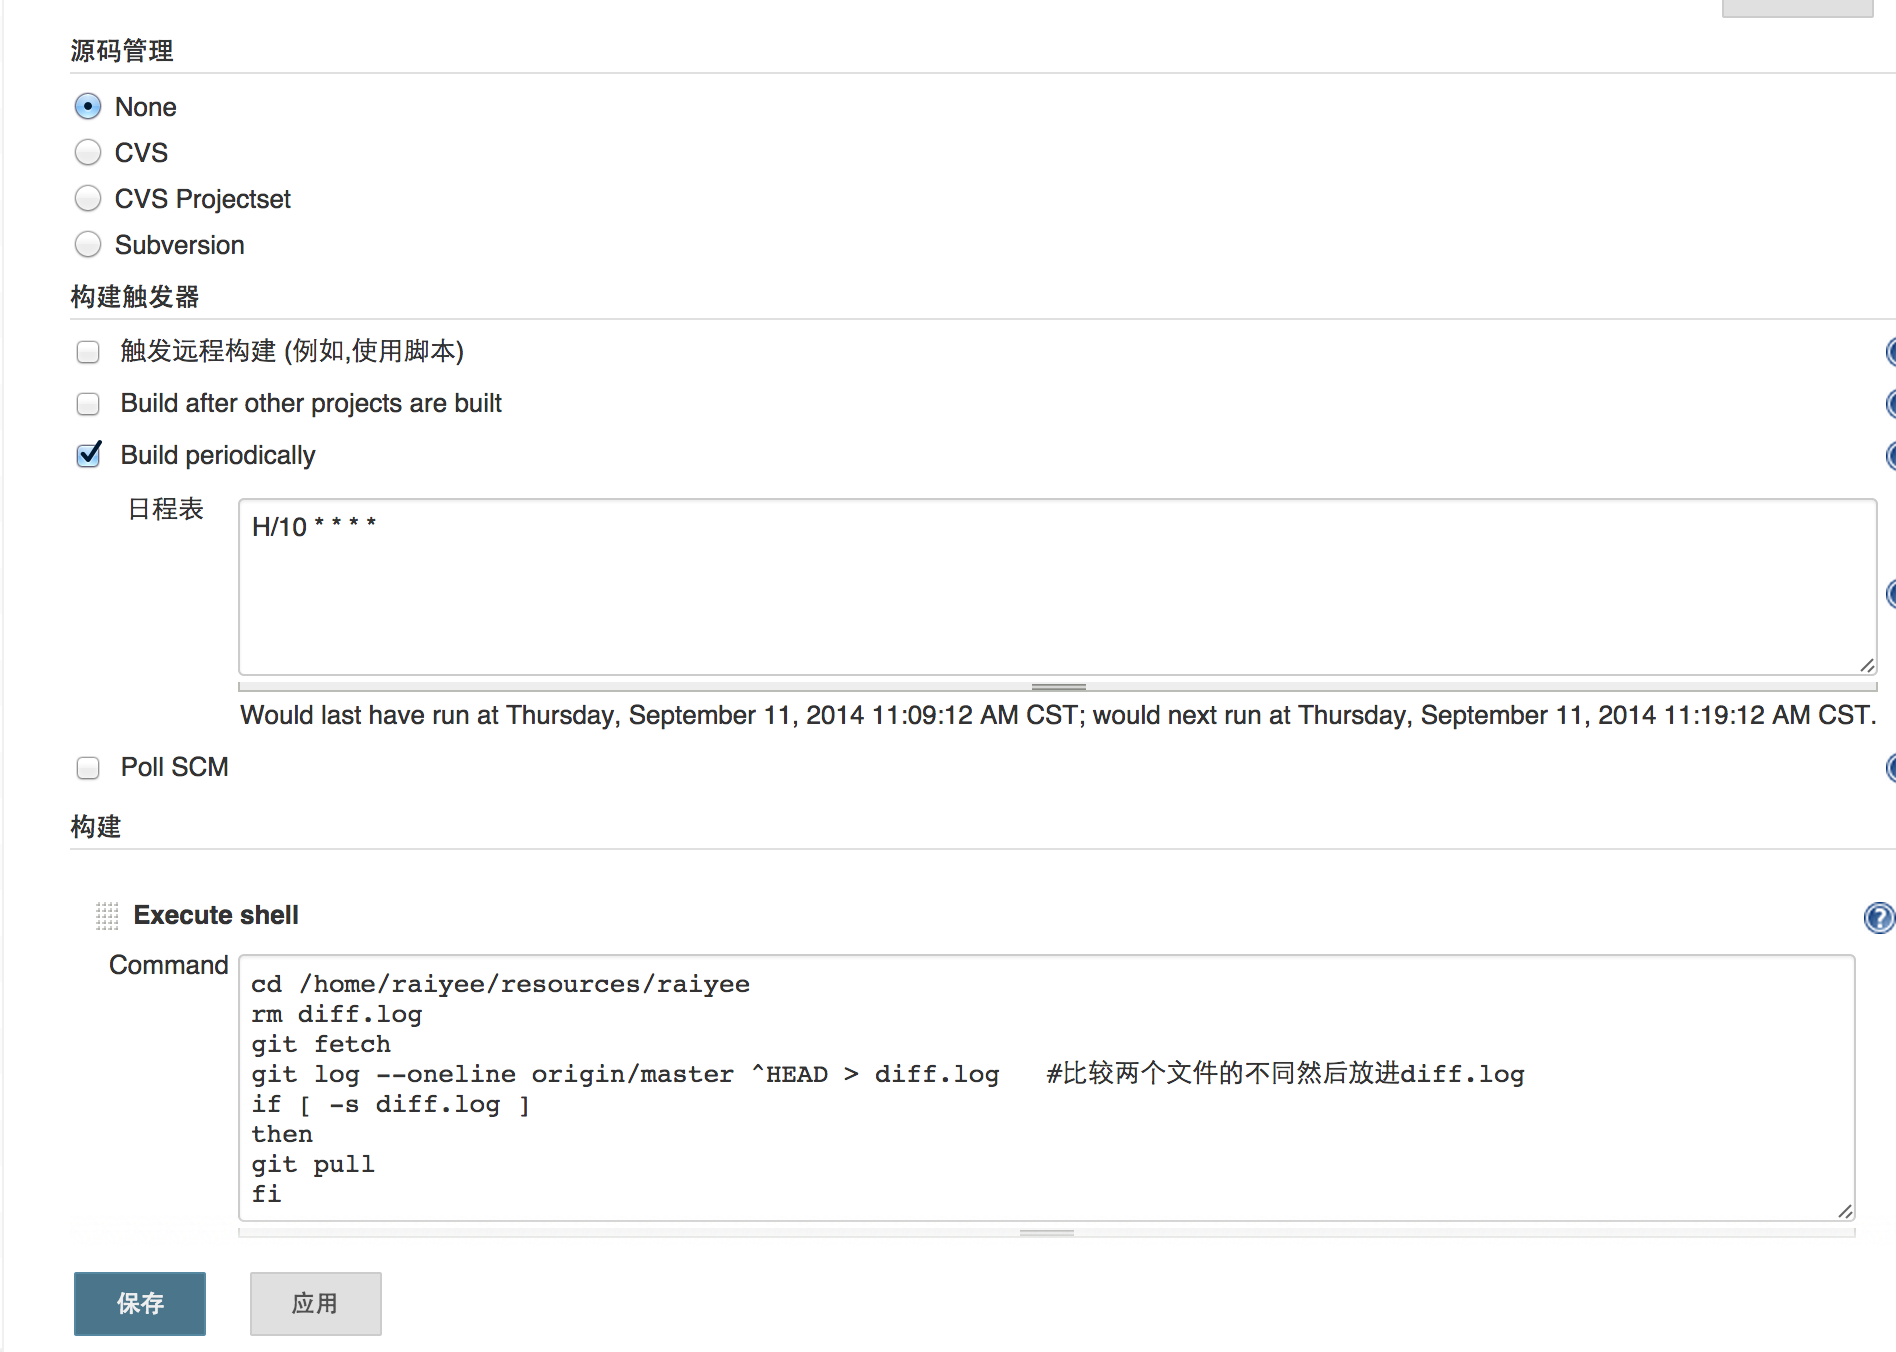 源码管理
None
CVS
CVS Projectset
Subversion
构建触发器
触发远程构建 (例如,使用脚本)
Build after other projects are built
Build periodically
日程表
H/10 * * * *
Would last have run at Thursday, September 11, 2014 11:09:12 AM CST; would next run at Thursday, September 11, 2014 11:19:12 AM CST.
Poll SCM
构建
Execute shell
Command
cd /home/raiyee/resources/raiyee
rm diff.log
git fetch
git log --oneline origin/master ^HEAD > diff.log   #比较两个文件的不同然后放进diff.log
if [ -s diff.log ]
then
git pull
fi
保存
应用